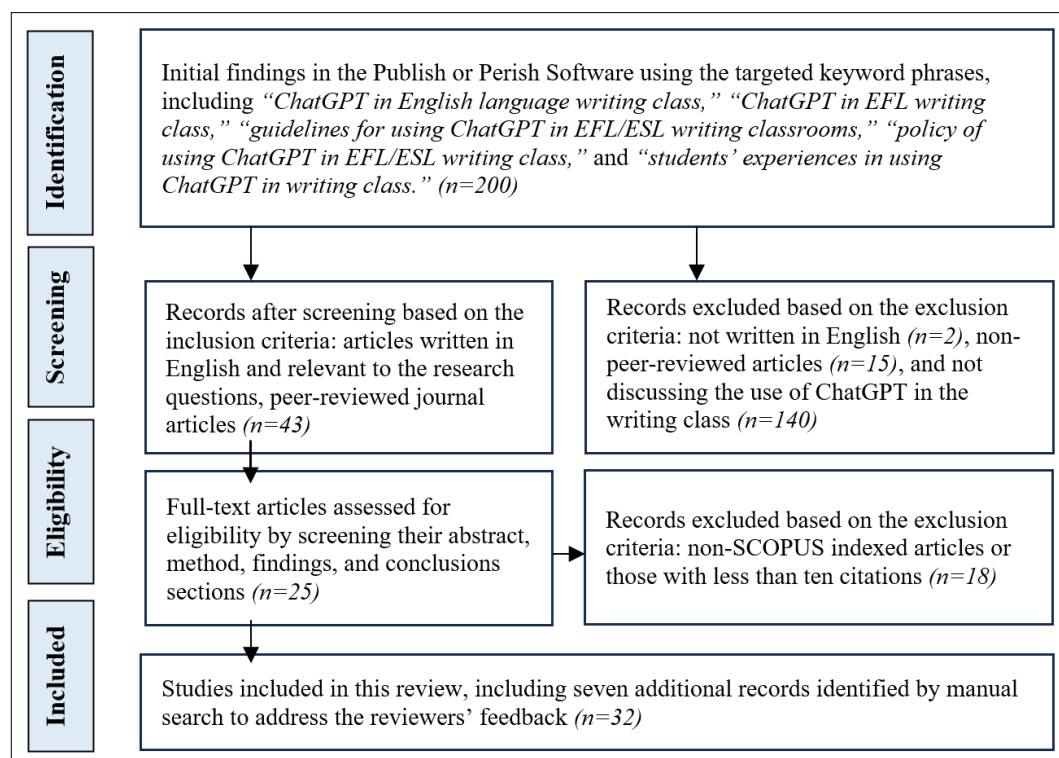 Identification
Initial findings in the Publish or Perish Software using the targeted keyword phrases,
including “ChatGPT in English language writing class,” “ChatGPT in EFL writing
class,” “guidelines for using ChatGPT in EFL/ESL writing classrooms,” “policy of
using ChatGPT in EFL/ESL writing class,” and “students’ experiences in using
ChatGPT in writing class.” (n=200)
Screening
Records after screening based on the
inclusion criteria: articles written in
English and relevant to the research
questions, peer-reviewed journal
articles (n=43)
Records excluded based on the exclusion
criteria: not written in English (n=2), non-
peer-reviewed articles (n=15), and not
discussing the use of ChatGPT in the
writing class (n=140)
Eligibility
Full-text articles assessed for
eligibility by screening their abstract,
method, findings, and conclusions
sections (n=25)
Records excluded based on the exclusion
criteria: non-SCOPUS indexed articles or
those with less than ten citations (n=18)
Included
Studies included in this review, including seven additional records identified by manual
search to address the reviewers’ feedback (n=32)